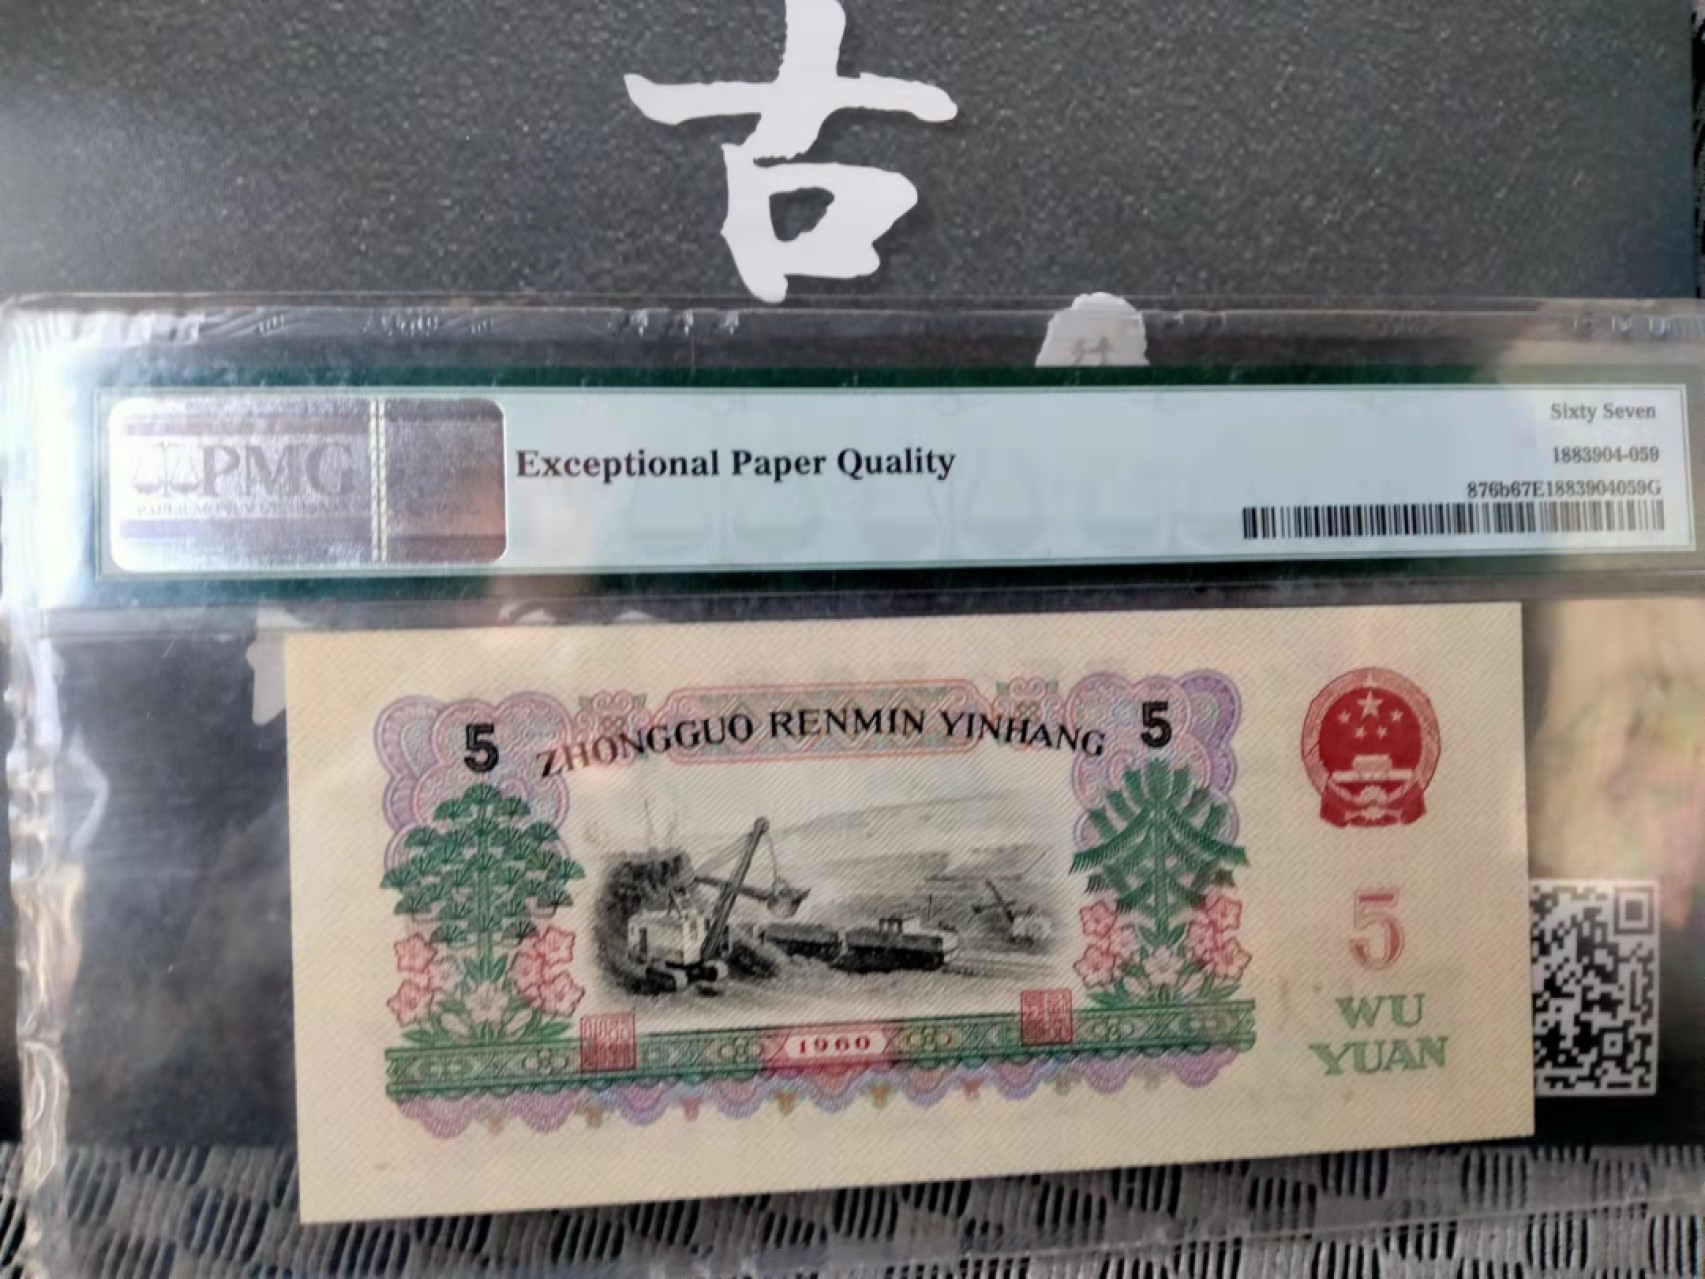 古
PMG
Exceptional Paper Quality
Sixty Seven
1883904-059
876b67E1883904059G
5
ZHONGGUO RENMIN YINHANG
5
5
WU
YUAN
1960